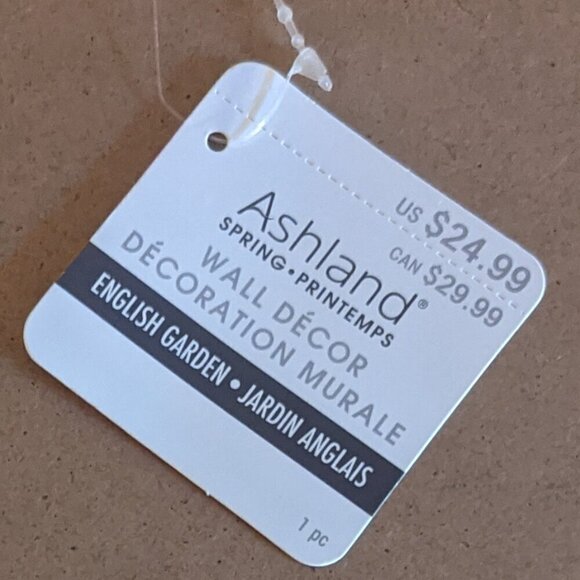 US $24.99
CAN $29.99
Ashland®
SPRING • PRINTEMPS
WALL DÉCOR
DÉCORATION MURALE
ENGLISH GARDEN • JARDIN ANGLAIS
1 pc